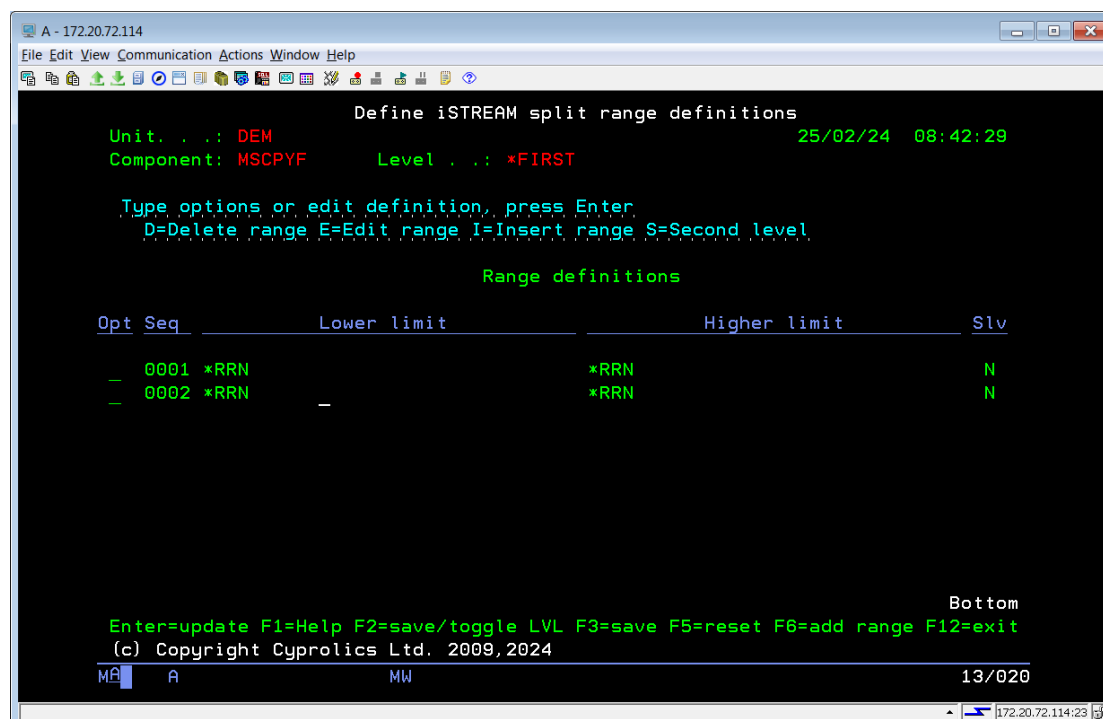 A - 172.20.72.114
File Edit View Communication Actions Window Help
Define iSTREAM split range definitions
Unit. . .: DEM 25/02/24 08:42:29
Component: MSCPYF Level . .: *FIRST
Type options or edit definition, press Enter
D=Delete range E=Edit range I=Insert range S=Second level
Range definitions
Opt Seq Lower limit Higher limit Slv
_ 0001 *RRN *RRN N
_ 0002 *RRN _ *RRN N
Bottom
Enter=update F1=Help F2=save/toggle LVL F3=save F5=reset F6=add range F12=exit
(c) Copyright Cyprolics Ltd. 2009,2024
MA A MW 13/020
172.20.72.114:23